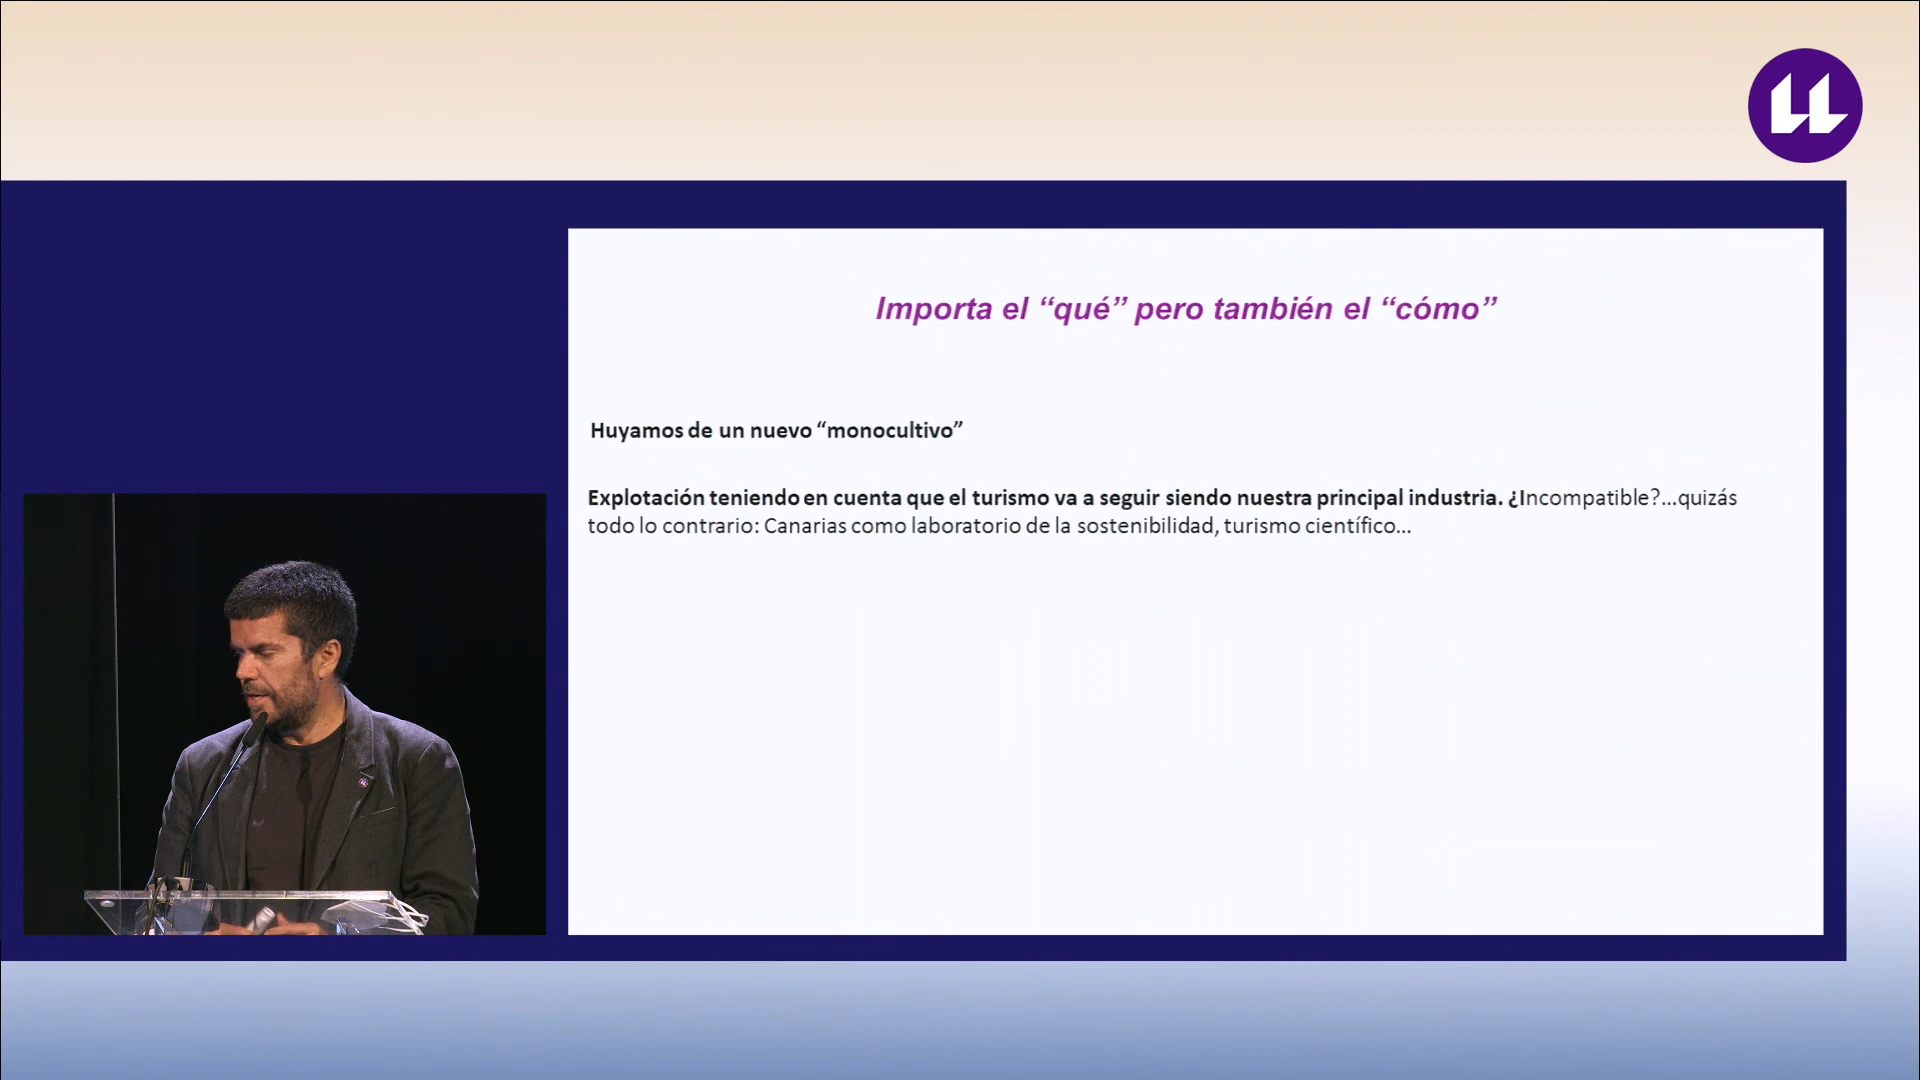 Importa el “qué” pero también el “cómo”
Huyamos de un nuevo “monocultivo”
Explotación teniendo en cuenta que el turismo va a seguir siendo nuestra principal industria. ¿Incompatible?...quizás
todo lo contrario: Canarias como laboratorio de la sostenibilidad, turismo científico...